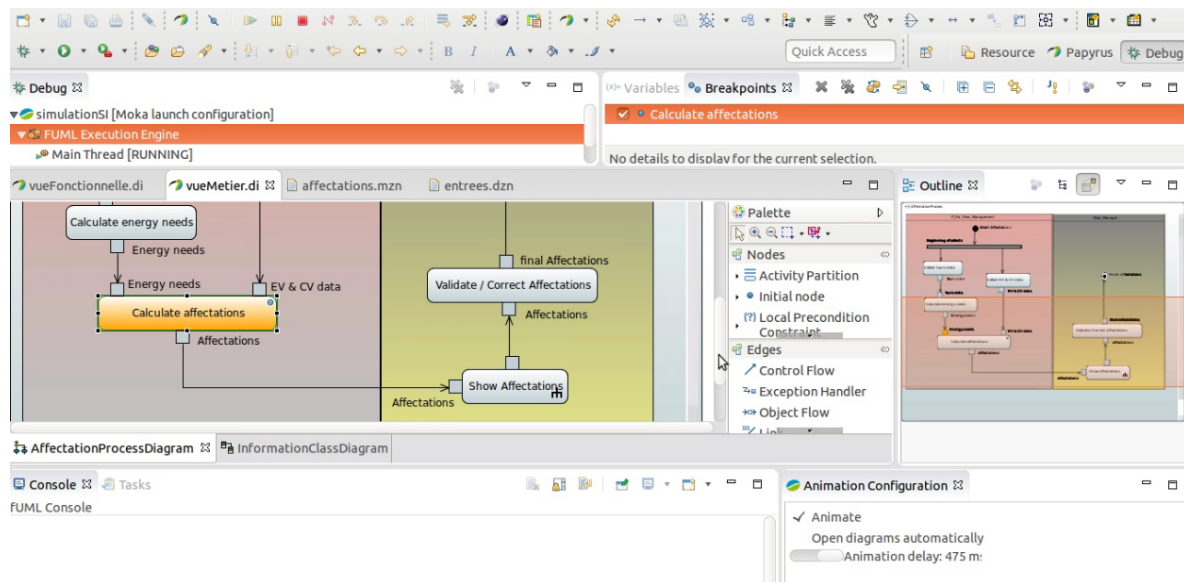 B I A
Quick Access
Resource Papyrus Debug
Debug
simulationSI [Moka launch configuration]
FUML Execution Engine
Main Thread [RUNNING]
(x)= Variables Breakpoints
Calculate affectations
No details to display for the current selection.
vueFonctionnelle.di vueMetier.di affectations.mzn entrees.dzn
Calculate energy needs
Energy needs
Energy needs
EV & CV data
Calculate affectations
Affectations
final Affectations
Validate / Correct Affectations
Affectations
Show Affectations
Affectations
Palette
Nodes
Activity Partition
Initial node
Local Precondition
Constraint
Edges
Control Flow
Exception Handler
Object Flow
Outline
AffectationProcessDiagram InformationClassDiagram
Console Tasks
fUML Console
Animation Configuration
Animate
Open diagrams automatically
Animation delay: 475 m